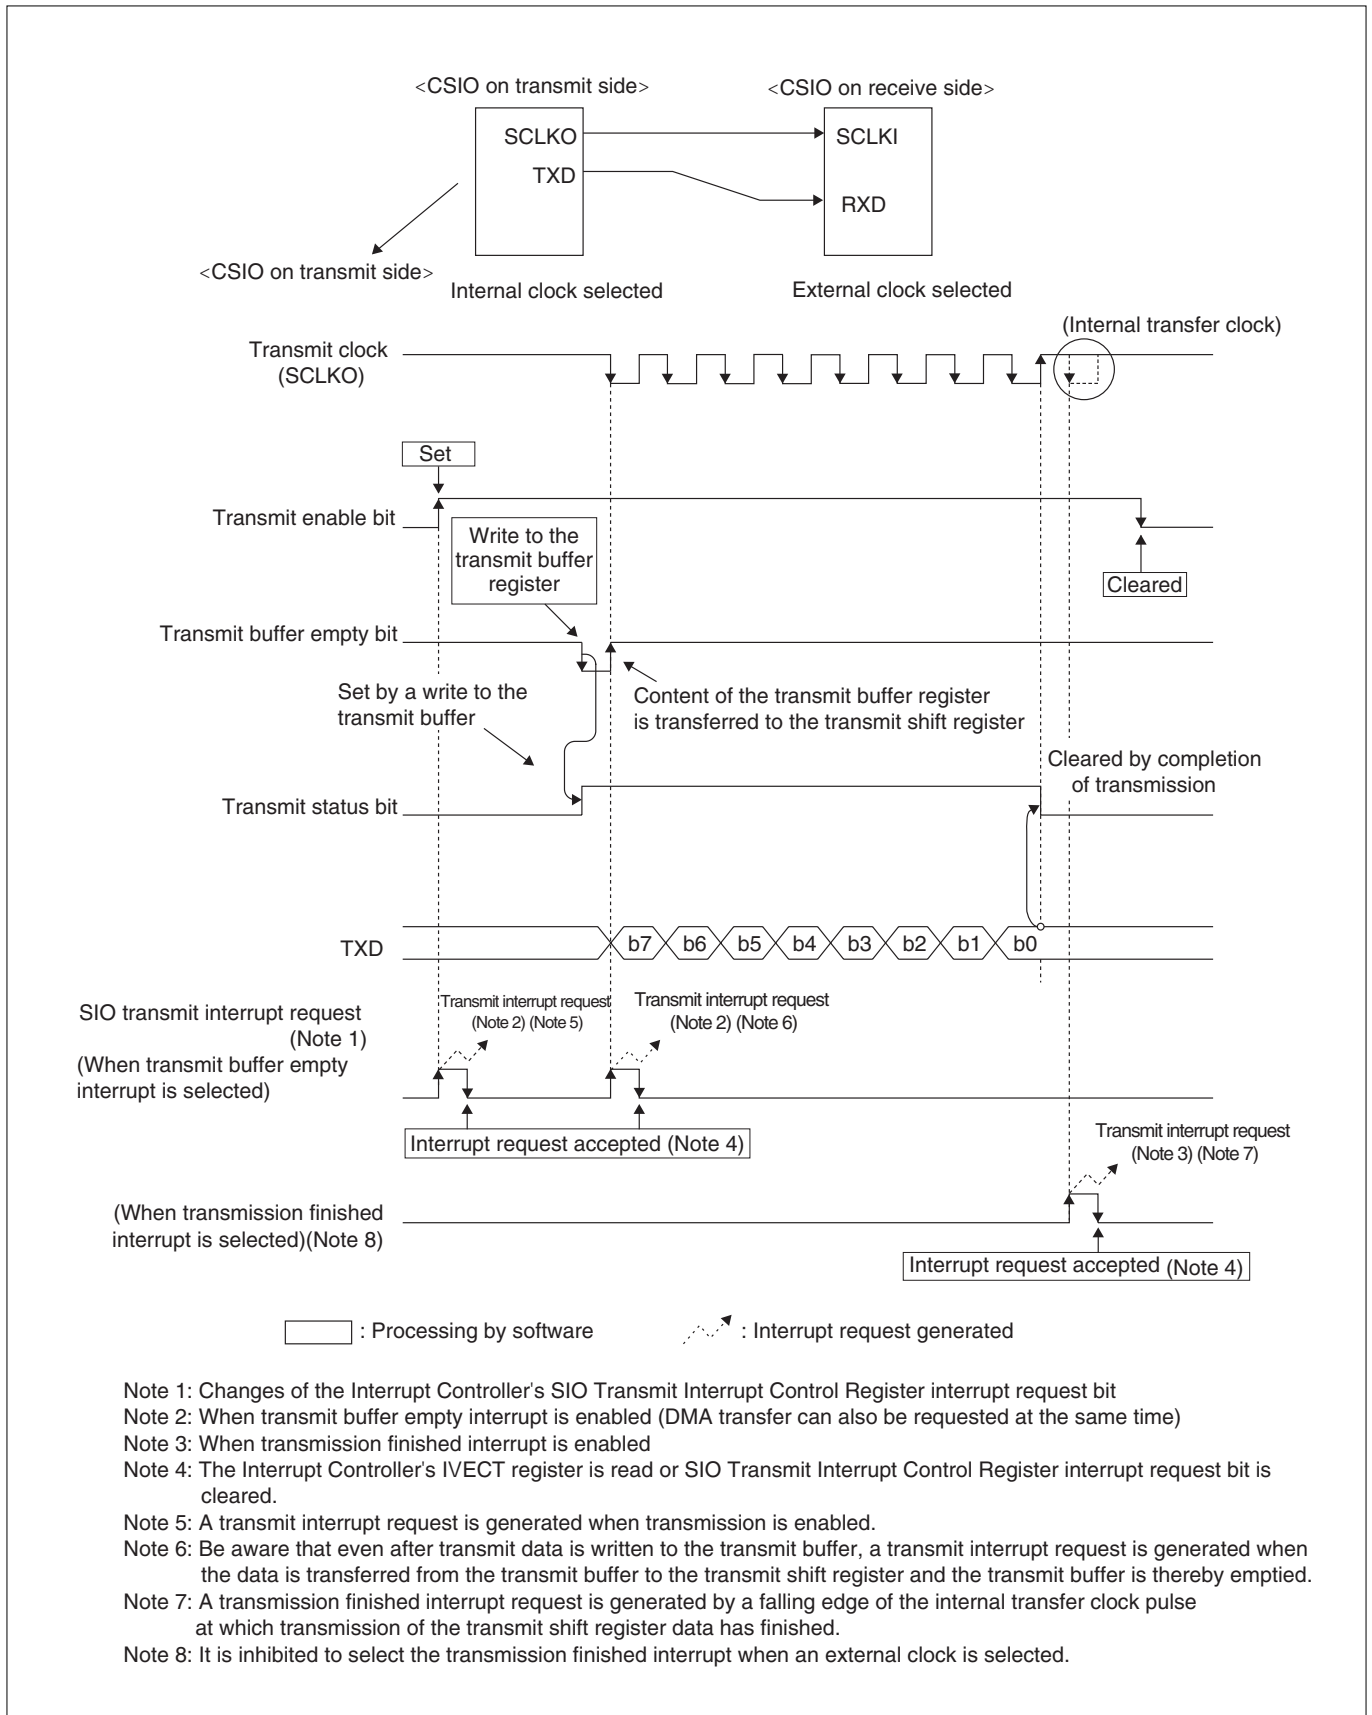 <CSIO on transmit side>
<CSIO on receive side>
SCLKO
SCLKI
TXD
RXD
<CSIO on transmit side>
Internal clock selected
External clock selected
(Internal transfer clock)
Transmit clock
(SCLKO)
Set
Transmit enable bit
Write to the
transmit buffer
register
Cleared
Transmit buffer empty bit
Set by a write to the
transmit buffer
Content of the transmit buffer register
is transferred to the transmit shift register
Cleared by completion
of transmission
Transmit status bit
TXD
b7 b6 b5 b4 b3 b2 b1 b0
SIO transmit interrupt request
(Note 1)
(When transmit buffer empty
interrupt is selected)
Transmit interrupt request
(Note 2) (Note 5)
Transmit interrupt request
(Note 2) (Note 6)
Interrupt request accepted (Note 4)
Transmit interrupt request
(Note 3) (Note 7)
(When transmission finished
interrupt is selected)(Note 8)
Interrupt request accepted (Note 4)
: Processing by software
: Interrupt request generated
Note 1: Changes of the Interrupt Controller's SIO Transmit Interrupt Control Register interrupt request bit
Note 2: When transmit buffer empty interrupt is enabled (DMA transfer can also be requested at the same time)
Note 3: When transmission finished interrupt is enabled
Note 4: The Interrupt Controller's IVECT register is read or SIO Transmit Interrupt Control Register interrupt request bit is
cleared.
Note 5: A transmit interrupt request is generated when transmission is enabled.
Note 6: Be aware that even after transmit data is written to the transmit buffer, a transmit interrupt request is generated when
the data is transferred from the transmit buffer to the transmit shift register and the transmit buffer is thereby emptied.
Note 7: A transmission finished interrupt request is generated by a falling edge of the internal transfer clock pulse
at which transmission of the transmit shift register data has finished.
Note 8: It is inhibited to select the transmission finished interrupt when an external clock is selected.